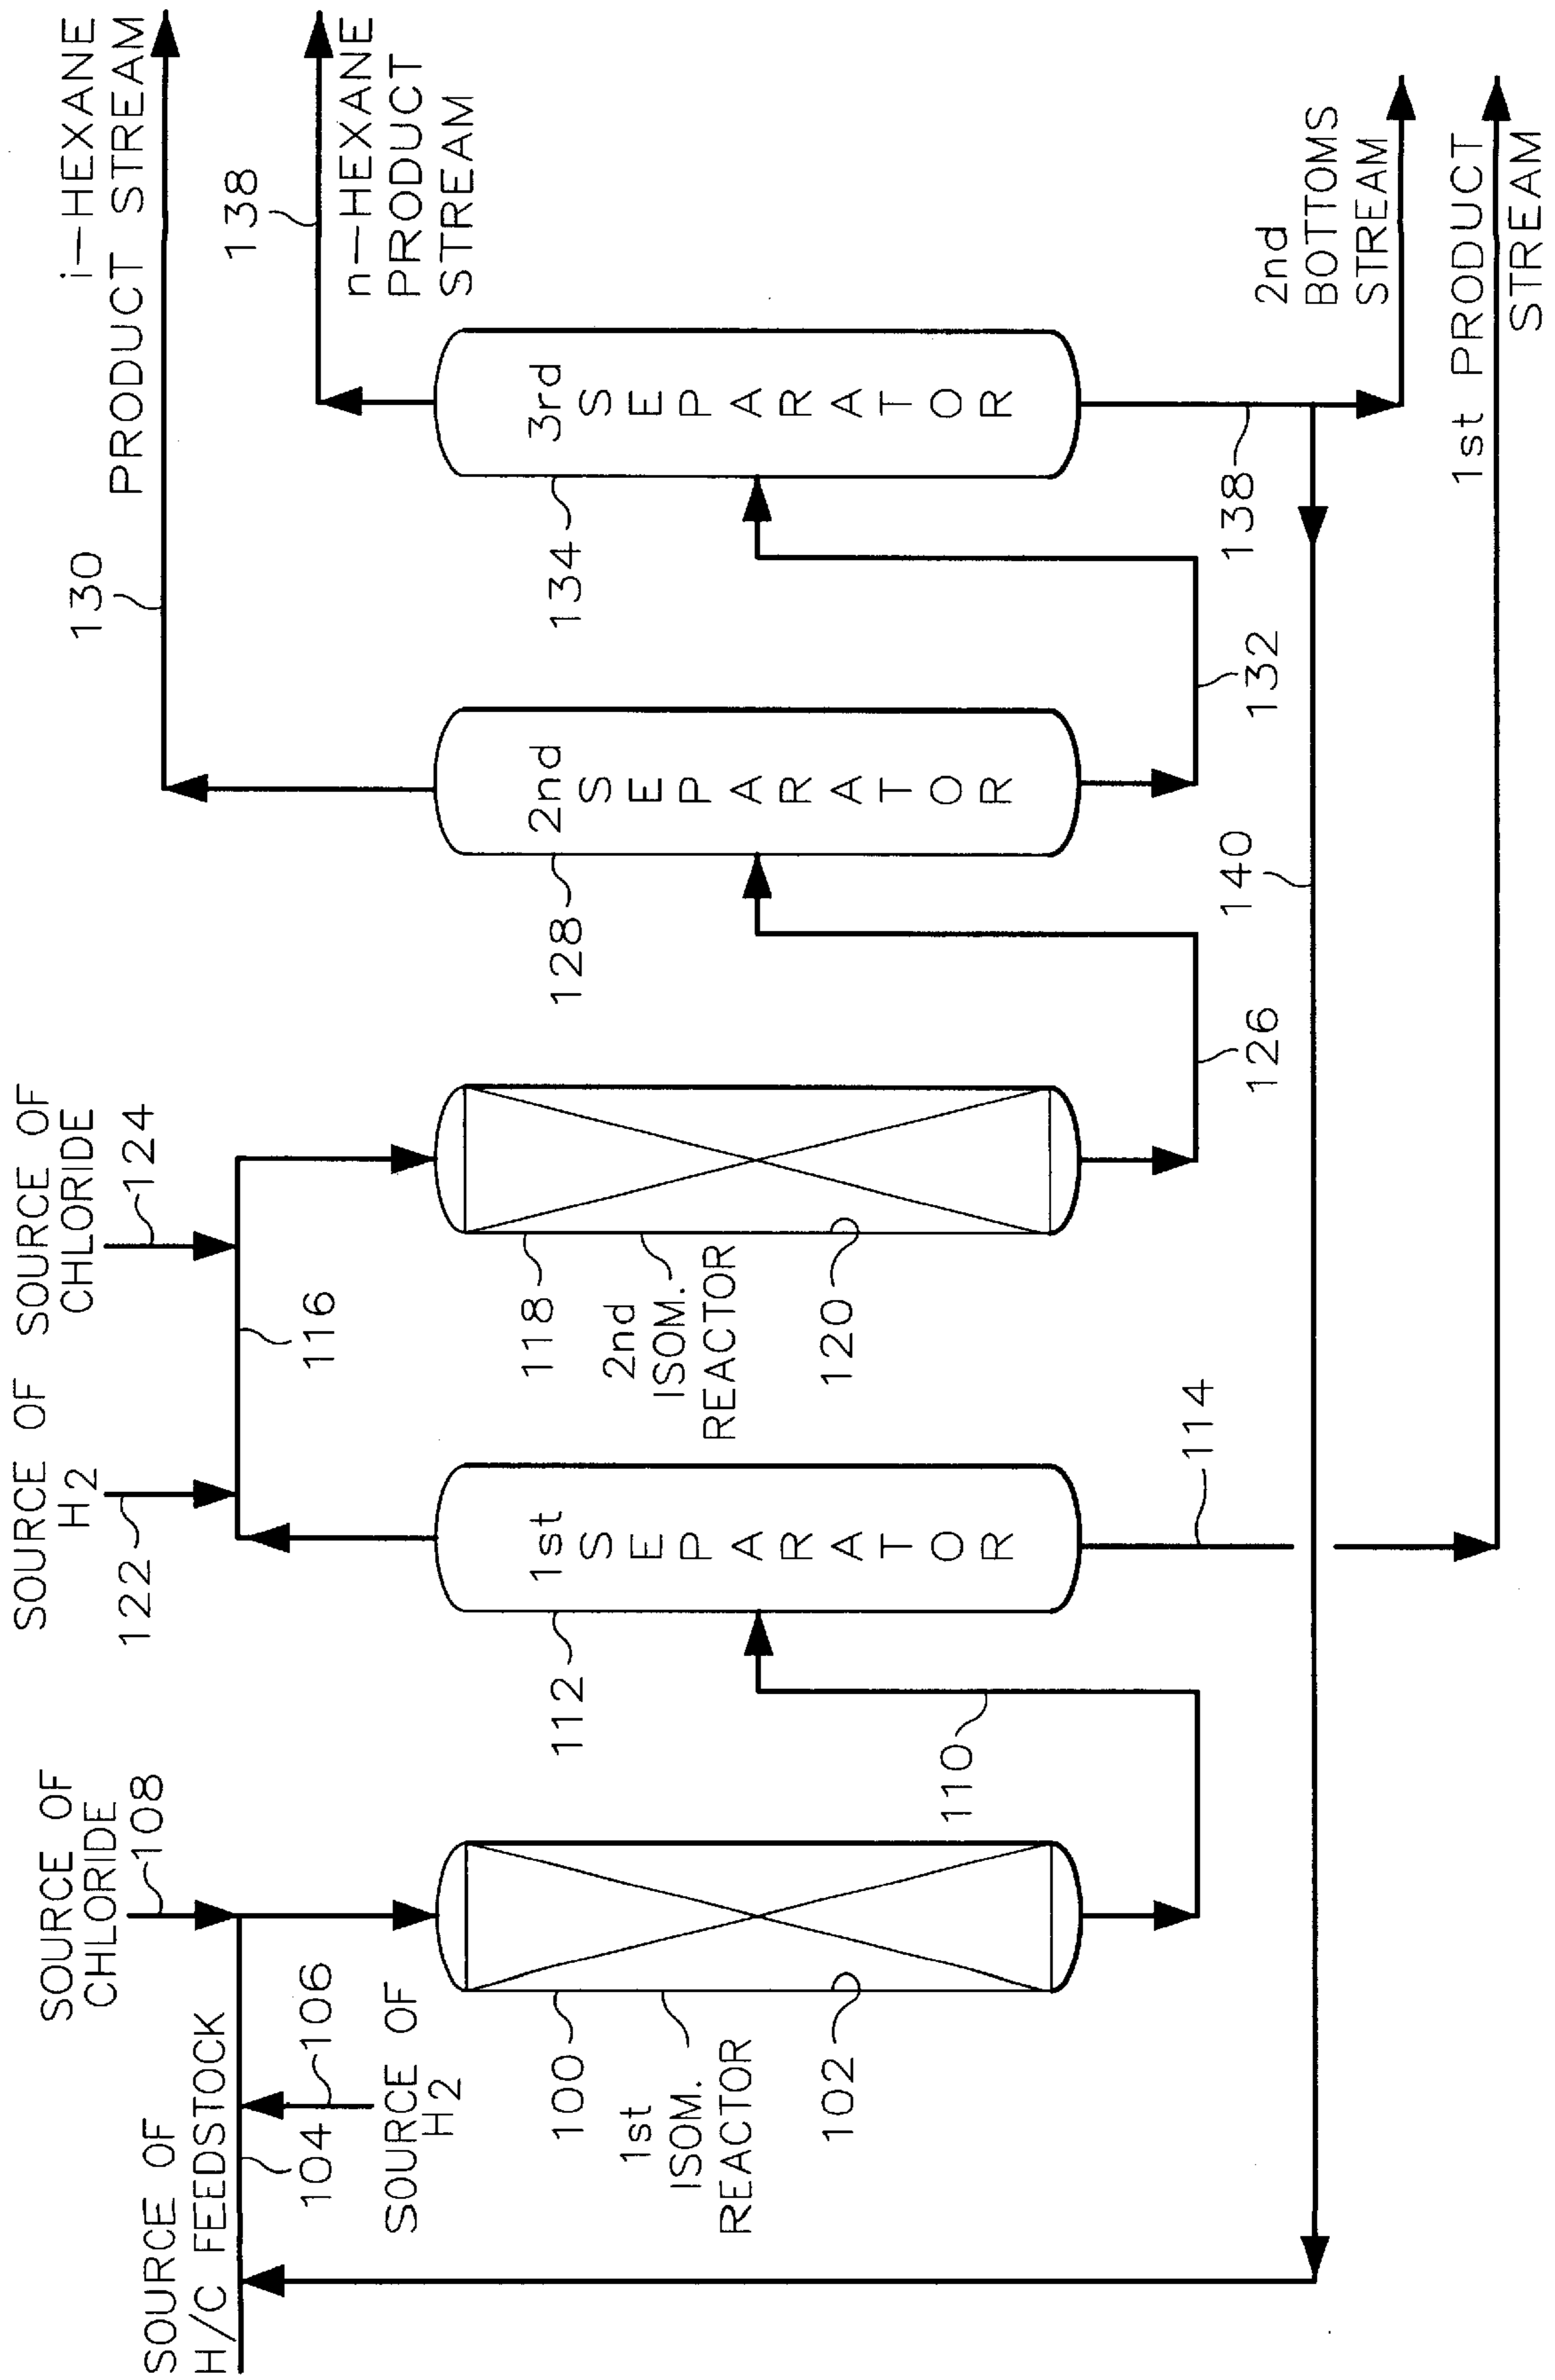 SOURCE OF
H/C FEEDSTOCK
104
106
SOURCE OF
H2
SOURCE OF
CHLORIDE
108
100
1st
ISOM.
REACTOR
102
110
112
1st
SEPARATOR
114
SOURCE OF
H2
122
116
SOURCE OF
CHLORIDE
124
118
2nd
ISOM.
REACTOR
120
126
128
2nd
SEPARATOR
130
132
134
3rd
SEPARATOR
138
140
i-HEXANE
PRODUCT STREAM
138
n-HEXANE
PRODUCT
STREAM
2nd
BOTTOMS
STREAM
1st PRODUCT
STREAM